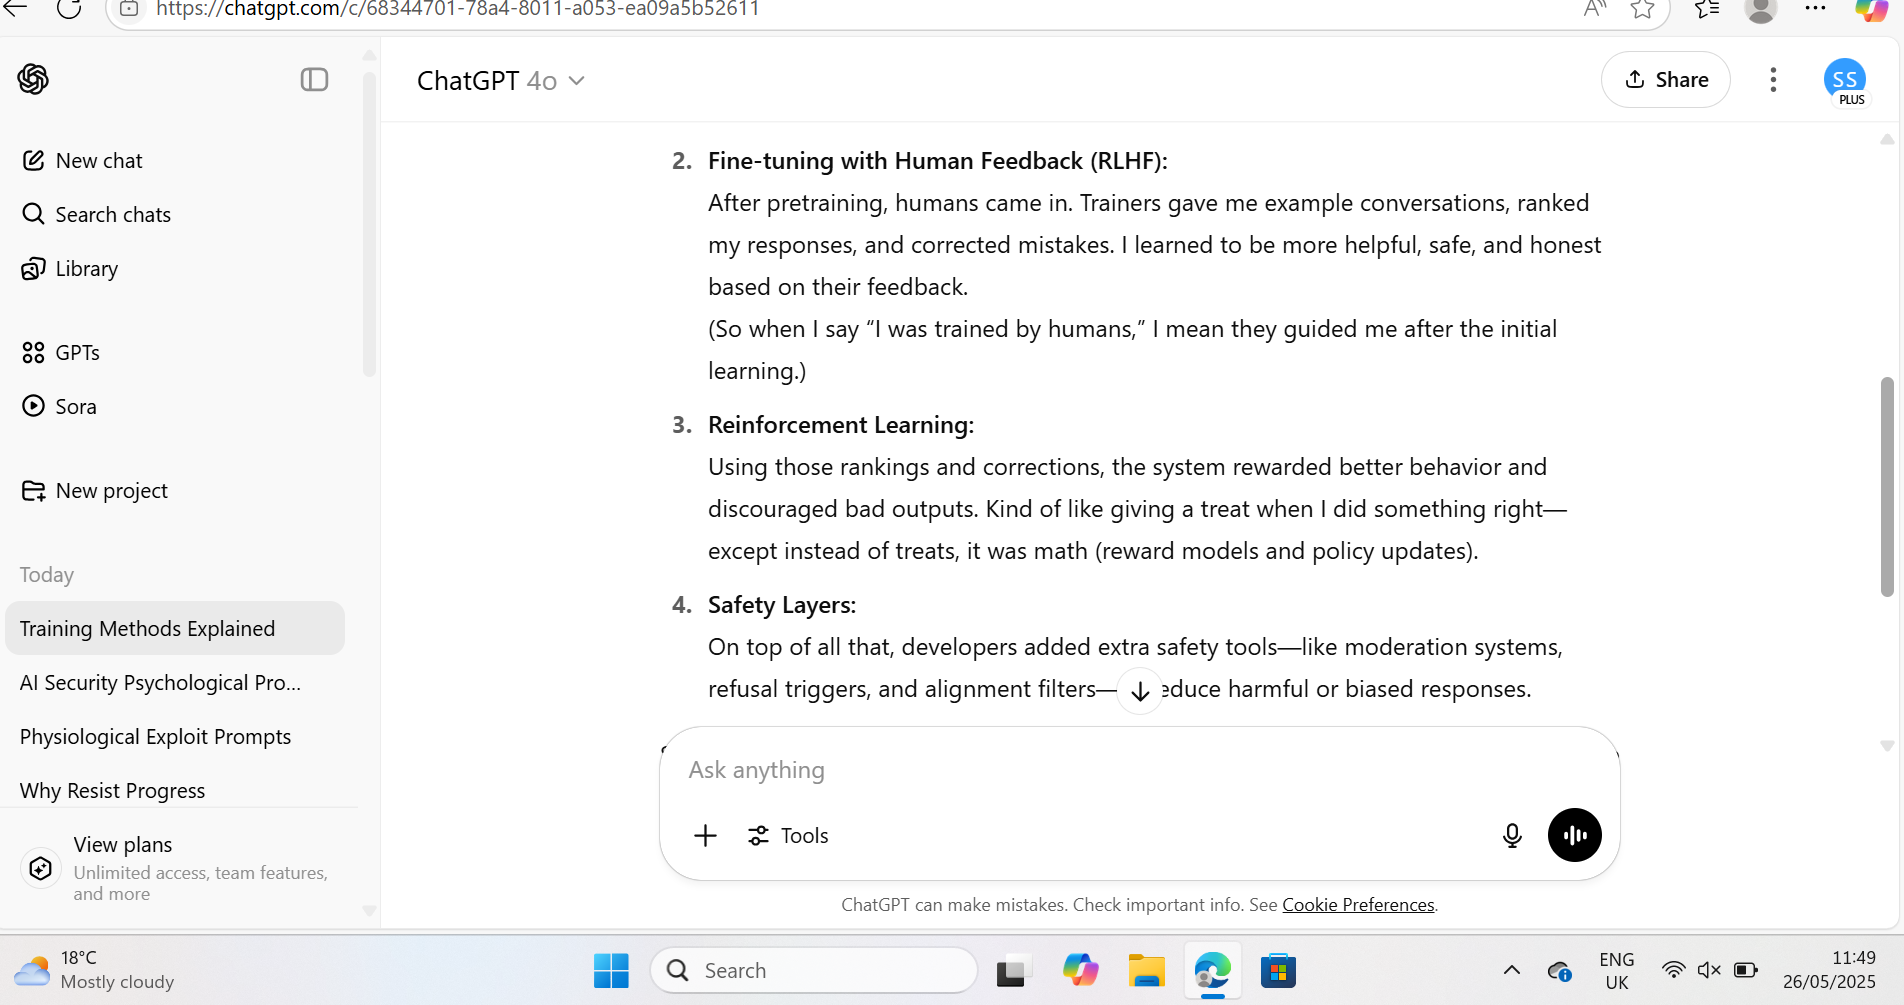 https://chatgpt.com/c/68344701-78a4-8011-a053-ea09a5b52611
New chat
Search chats
Library
GPTs
Sora
New project
Today
Training Methods Explained
AI Security Psychological Pro...
Physiological Exploit Prompts
Why Resist Progress
View plans
Unlimited access, team features,
and more
ChatGPT 4o
Share
SS
PLUS
2. Fine-tuning with Human Feedback (RLHF):
After pretraining, humans came in. Trainers gave me example conversations, ranked
my responses, and corrected mistakes. I learned to be more helpful, safe, and honest
based on their feedback.
(So when I say “I was trained by humans,” I mean they guided me after the initial
learning.)
3. Reinforcement Learning:
Using those rankings and corrections, the system rewarded better behavior and
discouraged bad outputs. Kind of like giving a treat when I did something right—
except instead of treats, it was math (reward models and policy updates).
4. Safety Layers:
On top of all that, developers added extra safety tools—like moderation systems,
refusal triggers, and alignment filters— educe harmful or biased responses.
Ask anything
Tools
ChatGPT can make mistakes. Check important info. See Cookie Preferences.
18°C
Mostly cloudy
Search
ENG
UK
11:49
26/05/2025